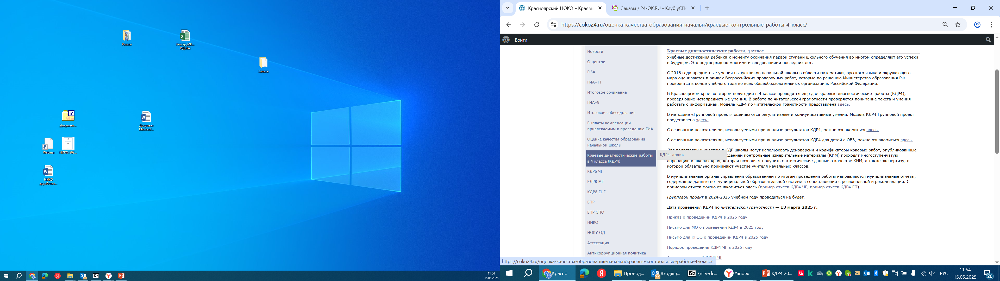 Разное
Реестр_МК...
ИД.xlsx
Запись
Документ...
Документ
Microsof...
Webinar
НИКО-202...
НИКО
доработка...
11:54
15.05.2025
Красноярский ЦОКО » Краевы
Заказы / 24-OK.RU - Клуб уСП
https://coko24.ru/оценка-качества-образования-начальн/краевые-контрольные-работы-4-класс/
Войти
Новости
О центре
PISA
ГИА-11
Итоговое сочинение
ГИА-9
Итоговое собеседование
Выплаты компенсаций
привлекаемым к проведению ГИА
Оценка качества образования
начальной школы
Краевые диагностические работы
в 4 классе (КДР4)
КДР4: архив
КДР6 ЧГ
КДР8 МГ
КДР8 ЕНГ
ВПР
ВПР СПО
НИКО
НОКУ ОД
Аттестация
Антикоррупционная политика
Краевые диагностические работы, 4 класс
Учебные достижения ребенка к моменту окончания первой ступени школьного обучения во многом определяют его успехи
в будущем. Это подтверждено многими исследованиями последних лет.
С 2016 года предметные умения выпускников начальной школы в области математики, русского языка и окружающего
мира оцениваются в рамках Всероссийских проверочных работ, которые по решению Министерства образования РФ
проводятся в конце учебного года во всех общеобразовательных организациях Российской Федерации.
В Красноярском крае во втором полугодии в 4 классе проводятся еще две краевые диагностические работы (КДР4),
проверяющие метапредметные умения. В работе по читательской грамотности проверяется понимание текста и умения
работать с информацией. Модель КДР4 по читательской грамотности представлена здесь.
В методике «Групповой проект» оцениваются регулятивные и коммуникативные умения. Модель КДР4 Групповой проект
представлена здесь.
С основными показателями, используемыми при анализе результатов КДР4, можно ознакомиться здесь.
С основными показателями, используемыми при анализе результатов КДР4 для детей с ОВЗ, можно ознакомиться здесь.
Для подготовки к участию в КДР школы могут использовать демоверсии и кодификаторы краевых работ, опубликованные
ждением контрольные измерительные материалы (КИМ) проходят многоступенчатую
апробацию в школах края, которая позволяет получить статистические данные о качестве КИМ, а также экспертизу, в
которой обязательно принимают участие учителя начальных классов.
В муниципальные органы управления образованием по итогам проведения работы направляются муниципальные отчеты,
содержащие данные по муниципальной образовательной системе в сопоставлении с региональной и рекомендации. С
примером отчета можно ознакомиться здесь (пример отчета КДР4 ЧГ, пример отчета КДР4 ГП) .
Групповой проект в 2024-2025 учебном году проводиться не будет.
Дата проведения КДР4 по читательской грамотности — 13 марта 2025 г.
Приказ о проведении КДР4 в 2025 году
Письмо для МО о проведении КДР4 в 2025 году
Письмо для КГОО о проведении КДР4 в 2025 году
Порядок проведения КДР4 ЧГ в 2025 году
ЧГ
https://coko24.ru/оценка-качества-образования-начальн/краевые-контрольные-работы-4-класс/
Красно...
Провод...
Входящ...
\\srv-dc...
Yandex
КДР4 20...
РУС
11:54
15.05.2025
20